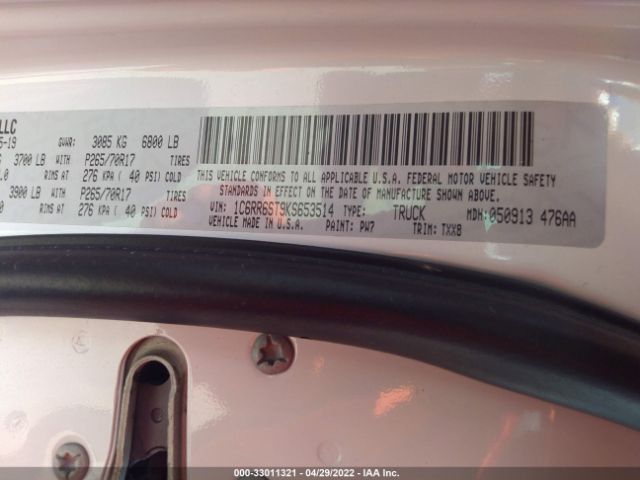 LLC
5-19 GVWR: 3085 KG 6800 LB
3700 LB WITH P265/70R17 TIRES
RIMS AT 276 KPA ( 40 PSI) COLD
3900 LB WITH P265/70R17 TIRES
RIMS AT 276 KPA ( 40 PSI) COLD
THIS VEHICLE CONFORMS TO ALL APPLICABLE U.S.A. FEDERAL MOTOR VEHICLE SAFETY
STANDARDS IN EFFECT ON THE DATE OF MANUFACTURE SHOWN ABOVE.
VIN: 1C6RR6ST9KS653514 TYPE: TRUCK MDH: 050913 476AA
VEHICLE MADE IN U.S.A. PAINT: PW7 TRIM: TXX8
000-33011321 | 04/29/2022 - IAA Inc.